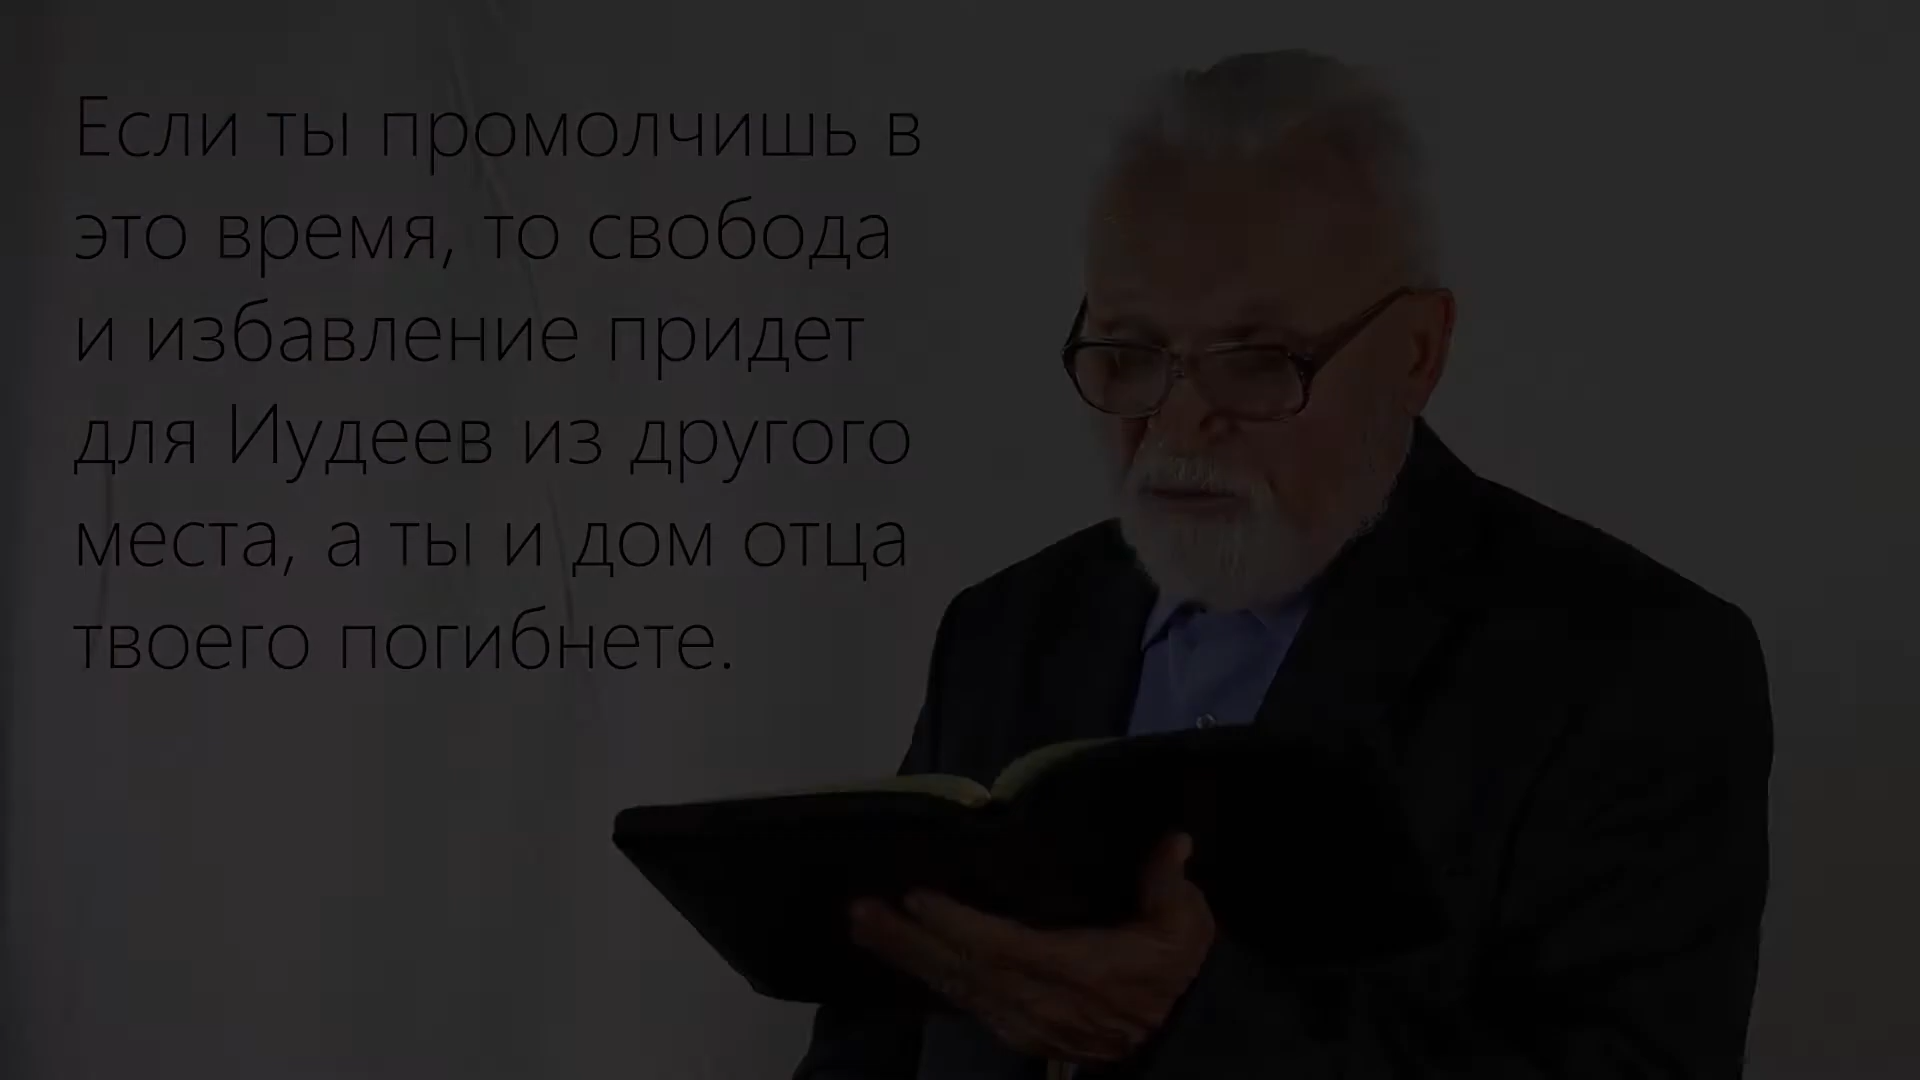 Если ты промолчишь в
это время, то свобода
и избавление придет
для Иудеев из другого
места, а ты и дом отца
твоего погибнете.